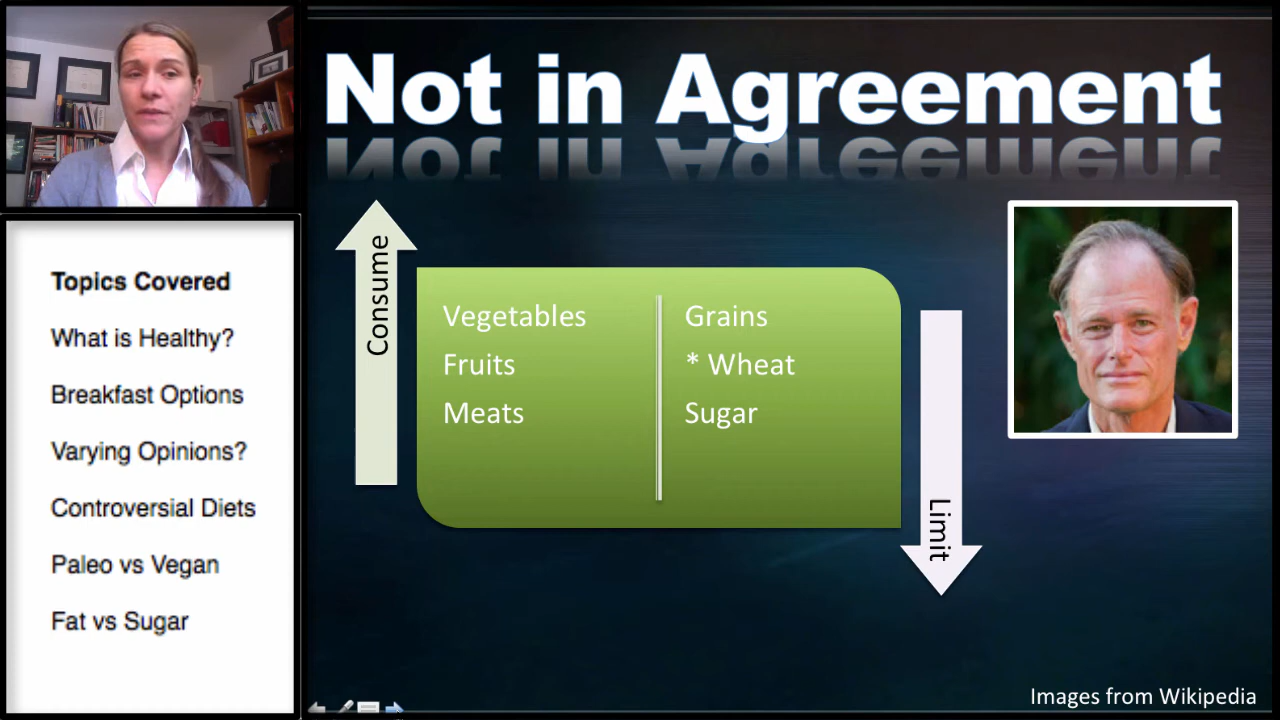 Not in Agreement
Topics Covered
What is Healthy?
Breakfast Options
Varying Opinions?
Controversial Diets
Paleo vs Vegan
Fat vs Sugar
Consume
Vegetables
Fruits
Meats
Grains
* Wheat
Sugar
Limit
Images from Wikipedia